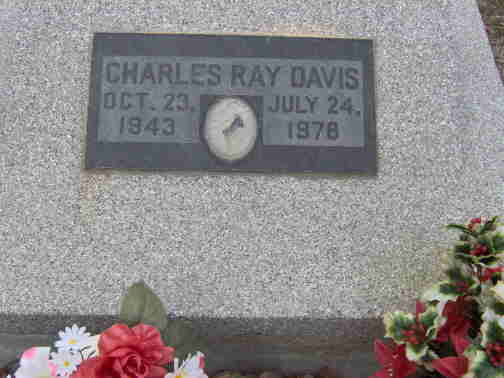 CHARLES RAY DAVIS
OCT. 23, JULY 24,
1943 1978